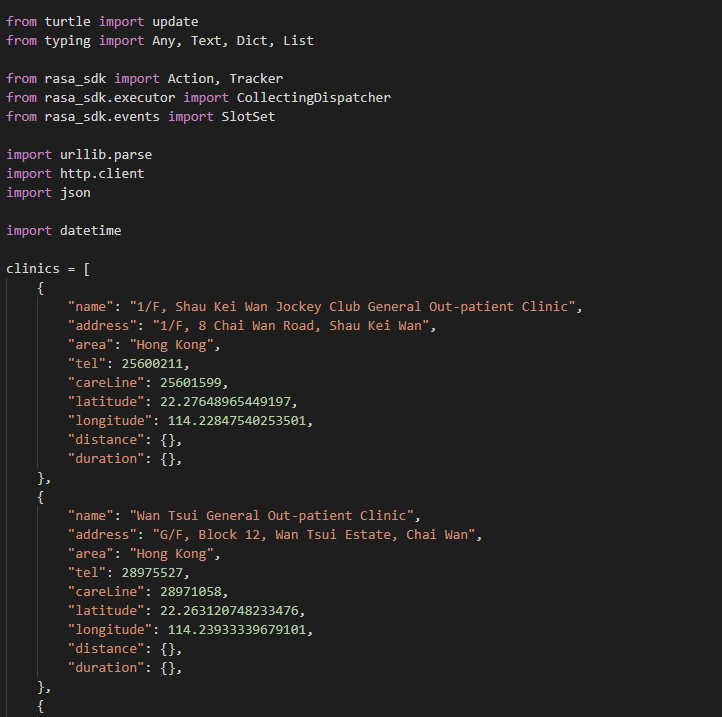 from turtle import update
from typing import Any, Text, Dict, List
from rasa_sdk import Action, Tracker
from rasa_sdk.executor import CollectingDispatcher
from rasa_sdk.events import SlotSet
import urllib.parse
import http.client
import json
import datetime
clinics = [
{
"name": "1/F, Shau Kei Wan Jockey Club General Out-patient Clinic",
"address": "1/F, 8 Chai Wan Road, Shau Kei Wan",
"area": "Hong Kong",
"tel": 25600211,
"careLine": 25601599,
"latitude": 22.27648965449197,
"longitude": 114.22847540253501,
"distance": {},
"duration": {},
},
{
"name": "Wan Tsui General Out-patient Clinic",
"address": "G/F, Block 12, Wan Tsui Estate, Chai Wan",
"area": "Hong Kong",
"tel": 28975527,
"careLine": 28971058,
"latitude": 22.263120748233476,
"longitude": 114.23933339679101,
"distance": {},
"duration": {},
},
{